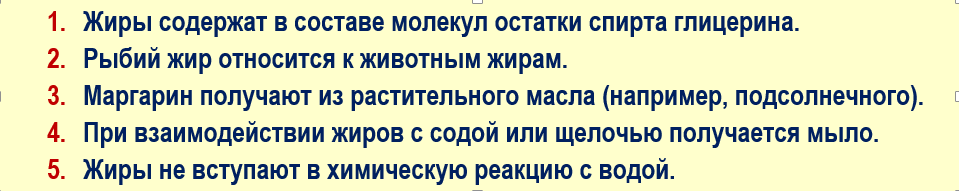 1. Жиры содержат в составе молекул остатки спирта глицерина.
2. Рыбий жир относится к животным жирам.
3. Маргарин получают из растительного масла (например, подсолнечного).
4. При взаимодействии жиров с содой или щелочью получается мыло.
5. Жиры не вступают в химическую реакцию с водой.